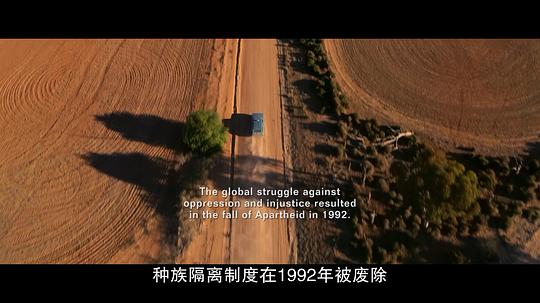 The global struggle against
oppression and injustice resulted
in the fall of Apartheid in 1992.
种族隔离制度在1992年被废除